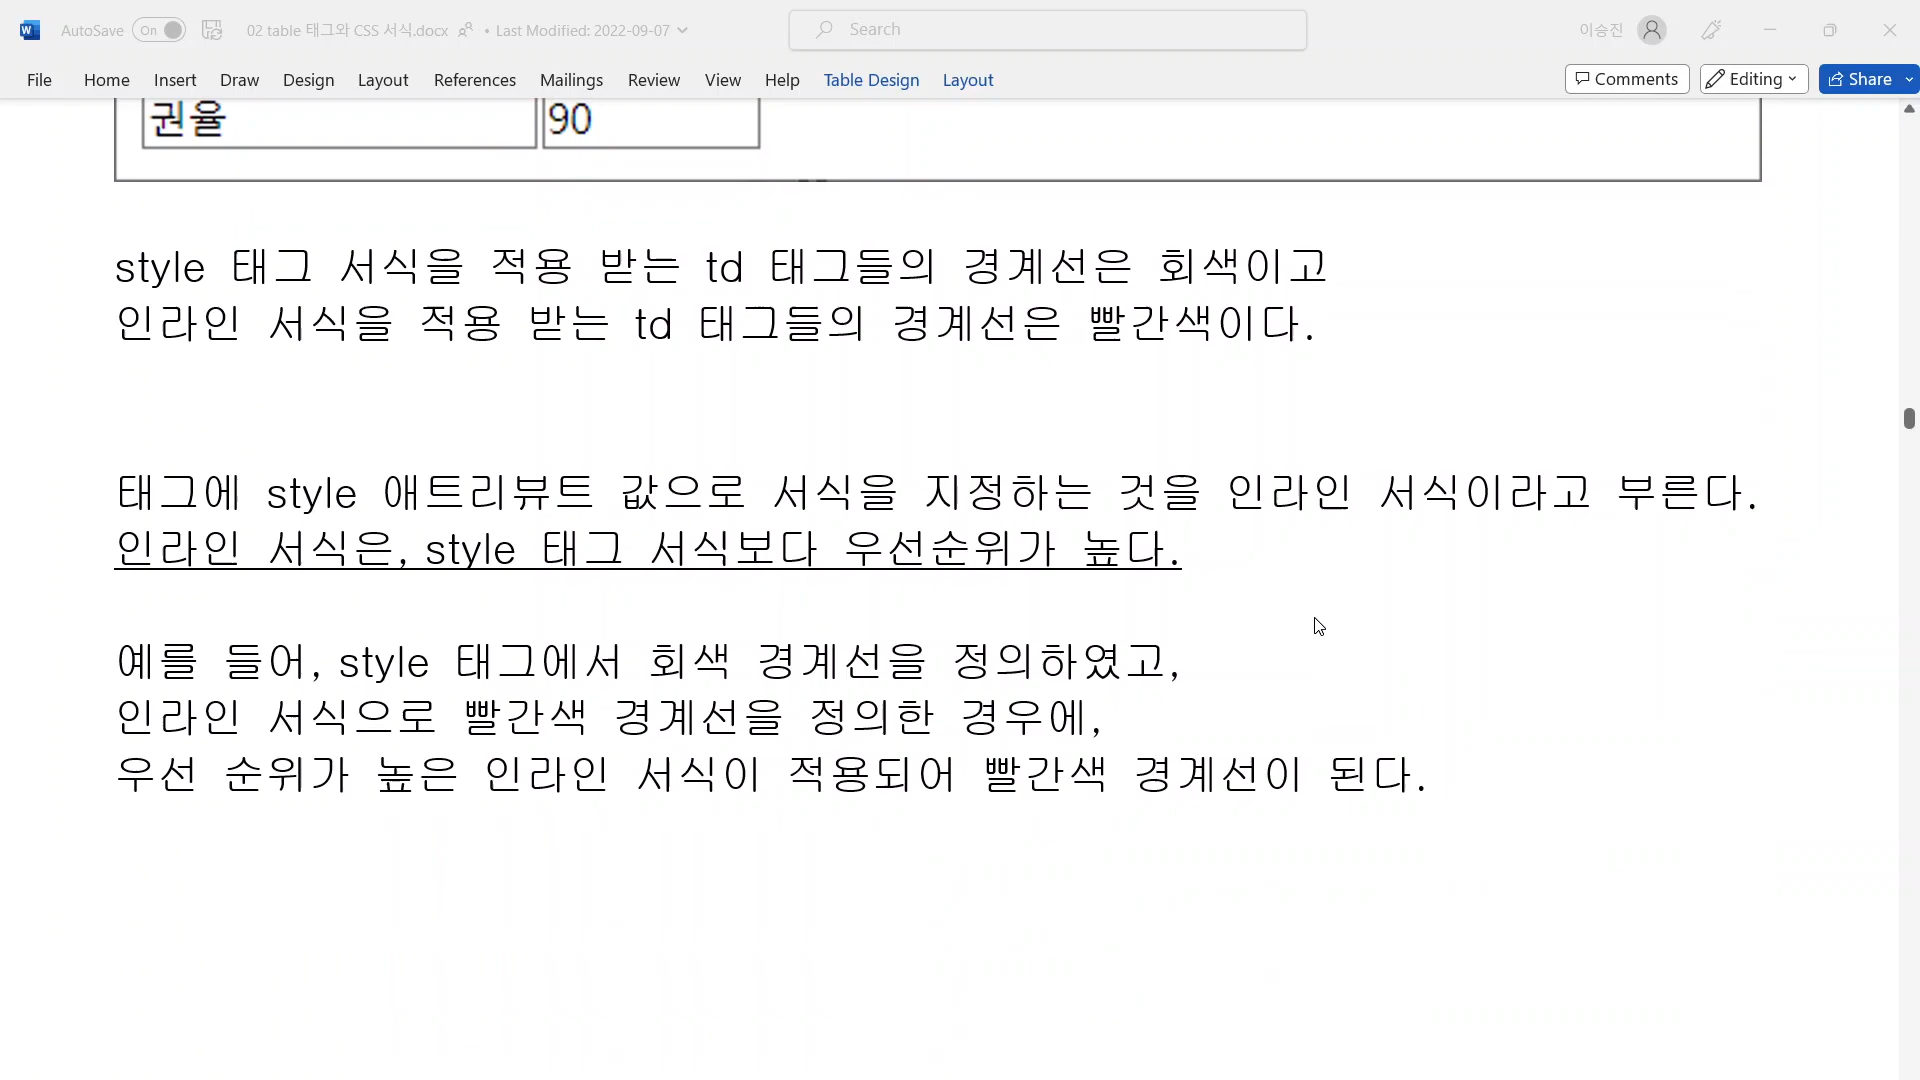 AutoSave On 02 table 태그와 CSS 서식.docx • Last Modified: 2022-09-07 Search 이승진
File Home Insert Draw Design Layout References Mailings Review View Help Table Design Layout Comments Editing Share
권율 90
style 태그 서식을 적용 받는 td 태그들의 경계선은 회색이고
인라인 서식을 적용 받는 td 태그들의 경계선은 빨간색이다.
태그에 style 애트리뷰트 값으로 서식을 지정하는 것을 인라인 서식이라고 부른다.
인라인 서식은, style 태그 서식보다 우선순위가 높다.
예를 들어, style 태그에서 회색 경계선을 정의하였고,
인라인 서식으로 빨간색 경계선을 정의한 경우에,
우선 순위가 높은 인라인 서식이 적용되어 빨간색 경계선이 된다.